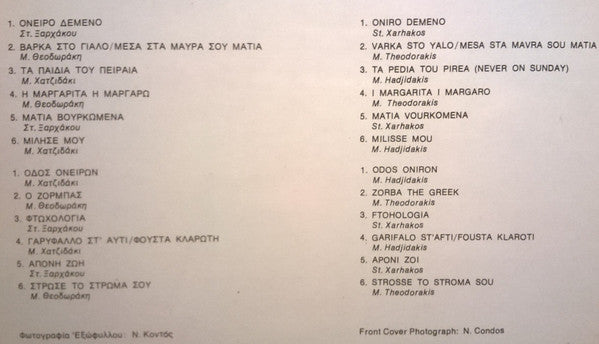 1. ΟΝΕΙΡΟ ΔΕΜΕΝΟ
Στ. Ξαρχάκου
2. ΒΑΡΚΑ ΣΤΟ ΓΙΑΛΟ/ΜΕΣΑ ΣΤΑ ΜΑΥΡΑ ΣΟΥ ΜΑΤΙΑ
Μ. Θεοδωράκη
3. ΤΑ ΠΑΙΔΙΑ ΤΟΥ ΠΕΙΡΑΙΑ
Μ. Χατζιδάκι
4. Η ΜΑΡΓΑΡΙΤΑ Η ΜΑΡΓΑΡΩ
Μ. Θεοδωράκη
5. ΜΑΤΙΑ ΒΟΥΡΚΩΜΕΝΑ
Στ. Ξαρχάκου
6. ΜΙΛΗΣΕ ΜΟΥ
Μ. Χατζιδάκι
1. ΟΔΟΣ ΟΝΕΙΡΩΝ
Μ. Χατζιδάκι
2. Ο ΖΟΡΜΠΑΣ
Μ. Θεοδωράκη
3. ΦΤΩΧΟΛΟΓΙΑ
Στ. Ξαρχάκου
4. ΓΑΡΥΦΑΛΛΟ ΣΤ' ΑΥΤΙ/ΦΟΥΣΤΑ ΚΛΑΡΩΤΗ
Μ. Χατζιδάκι
5. ΑΠΟΝΗ ΖΩΗ
Στ. Ξαρχάκου
6. ΣΤΡΩΣΕ ΤΟ ΣΤΡΩΜΑ ΣΟΥ
Μ. Θεοδωράκη
Φωτογραφία Ἐξωφύλλου: Ν. Κοντός
1. ONIRO DEMENO
St. Xarhakos
2. VARKA STO YALO/MESA STA MAVRA SOU MATIA
M. Theodorakis
3. TA PEDIA TOU PIREA (NEVER ON SUNDAY)
M. Hadjidakis
4. I MARGARITA I MARGARO
M. Theodorakis
5. MATIA VOURKOMENA
St. Xarhakos
6. MILISSE MOU
M. Hadjidakis
1. ODOS ONIRON
M. Hadjidakis
2. ZORBA THE GREEK
M. Theodorakis
3. FTOHOLOGIA
St. Xarhakos
4. GARIFALO ST'AFTI/FOUSTA KLAROTI
M. Hadjidakis
5. APONI ZOI
St. Xarhakos
6. STROSSE TO STROMA SOU
M. Theodorakis
Front Cover Photograph: N. Condos